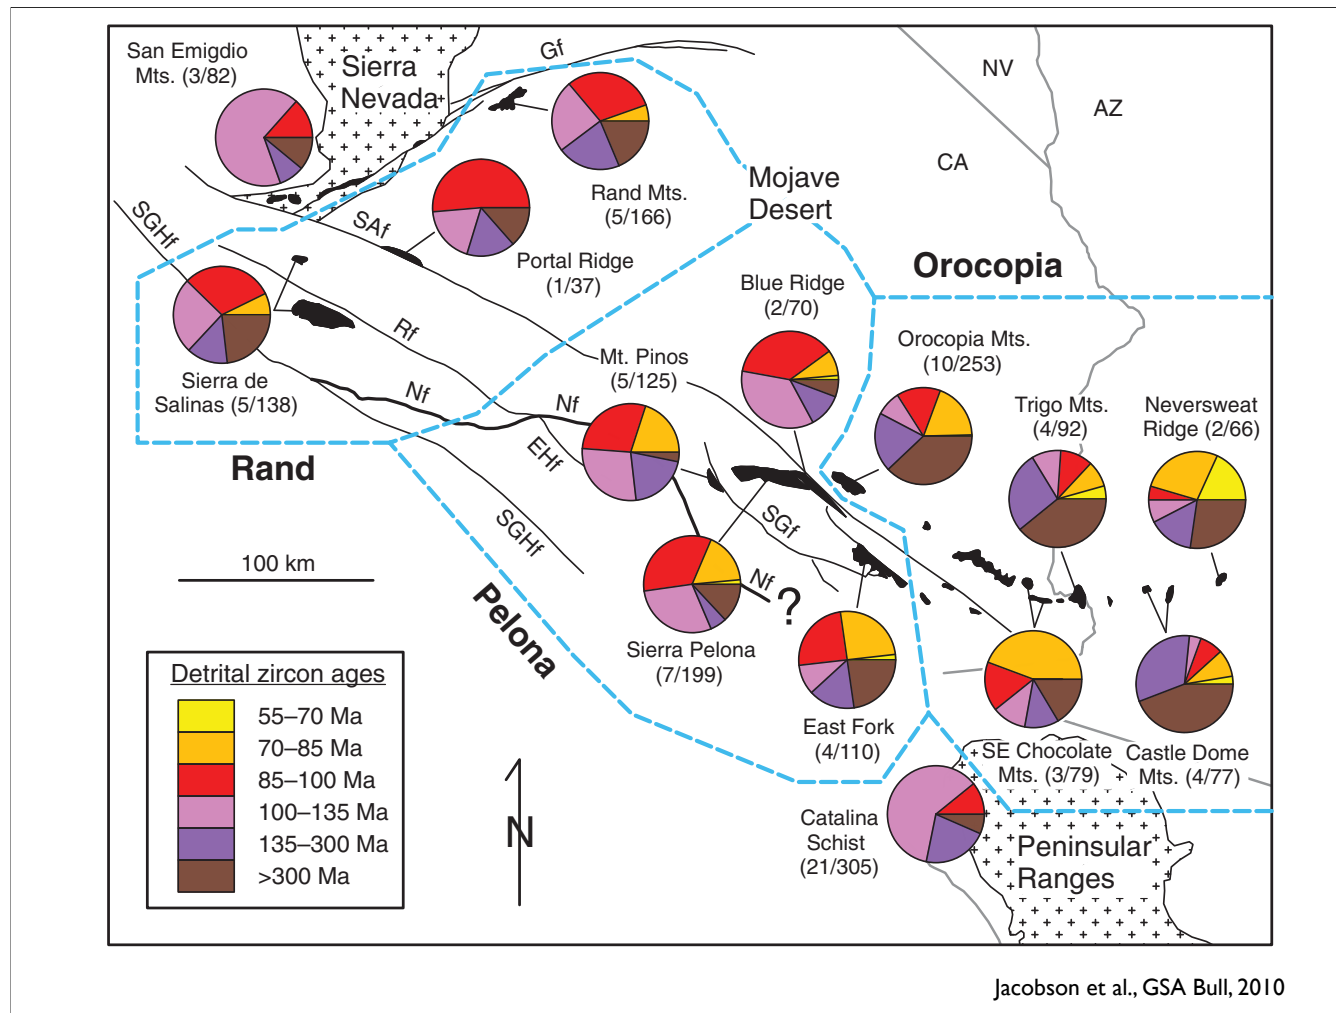 San Emigdio
Mts. (3/82)
Sierra
Nevada
Gf
NV
AZ
CA
Rand Mts.
(5/166)
Mojave
Desert
SGHf
SAf
Portal Ridge
(1/37)
Orocopia
Blue Ridge
(2/70)
Rf
Orocopia Mts.
(10/253)
Mt. Pinos
(5/125)
Sierra de
Salinas (5/138)
Nf
Nf
Trigo Mts.
(4/92)
Neversweat
Ridge (2/66)
Rand
EHf
SGHf
SGf
100 km
Nf
?
Pelona
Sierra Pelona
(7/199)
East Fork
(4/110)
SE Chocolate
Mts. (3/79)
Castle Dome
Mts. (4/77)
Detrital zircon ages
55–70 Ma
70–85 Ma
85–100 Ma
100–135 Ma
135–300 Ma
>300 Ma
N
Catalina
Schist
(21/305)
Peninsular
Ranges
Jacobson et al., GSA Bull, 2010